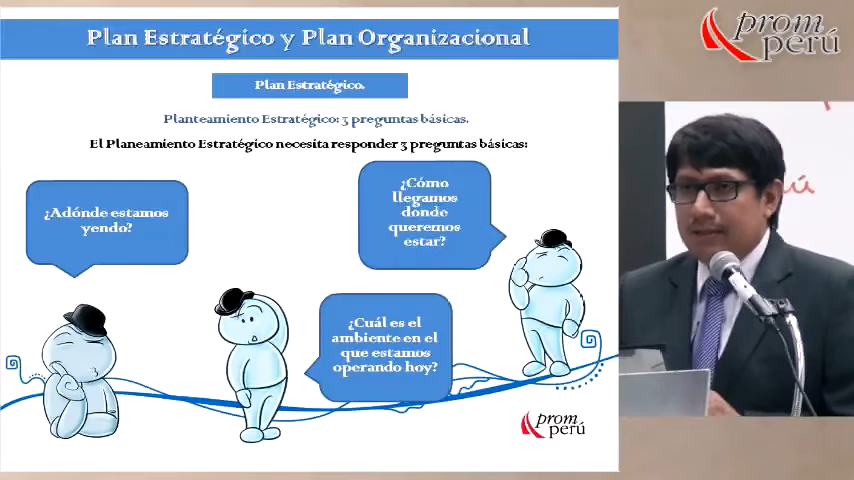 Plan Estratégico y Plan Organizacional
prom
perú
Plan Estratégico.
Planteamiento Estratégico: 3 preguntas básicas.
El Planeamiento Estratégico necesita responder 3 preguntas básicas:
¿Adónde estamos
yendo?
¿Cómo
llegamos
donde
queremos
estar?
¿Cuál es el
ambiente en el
que estamos
operando hoy?
prom
perú